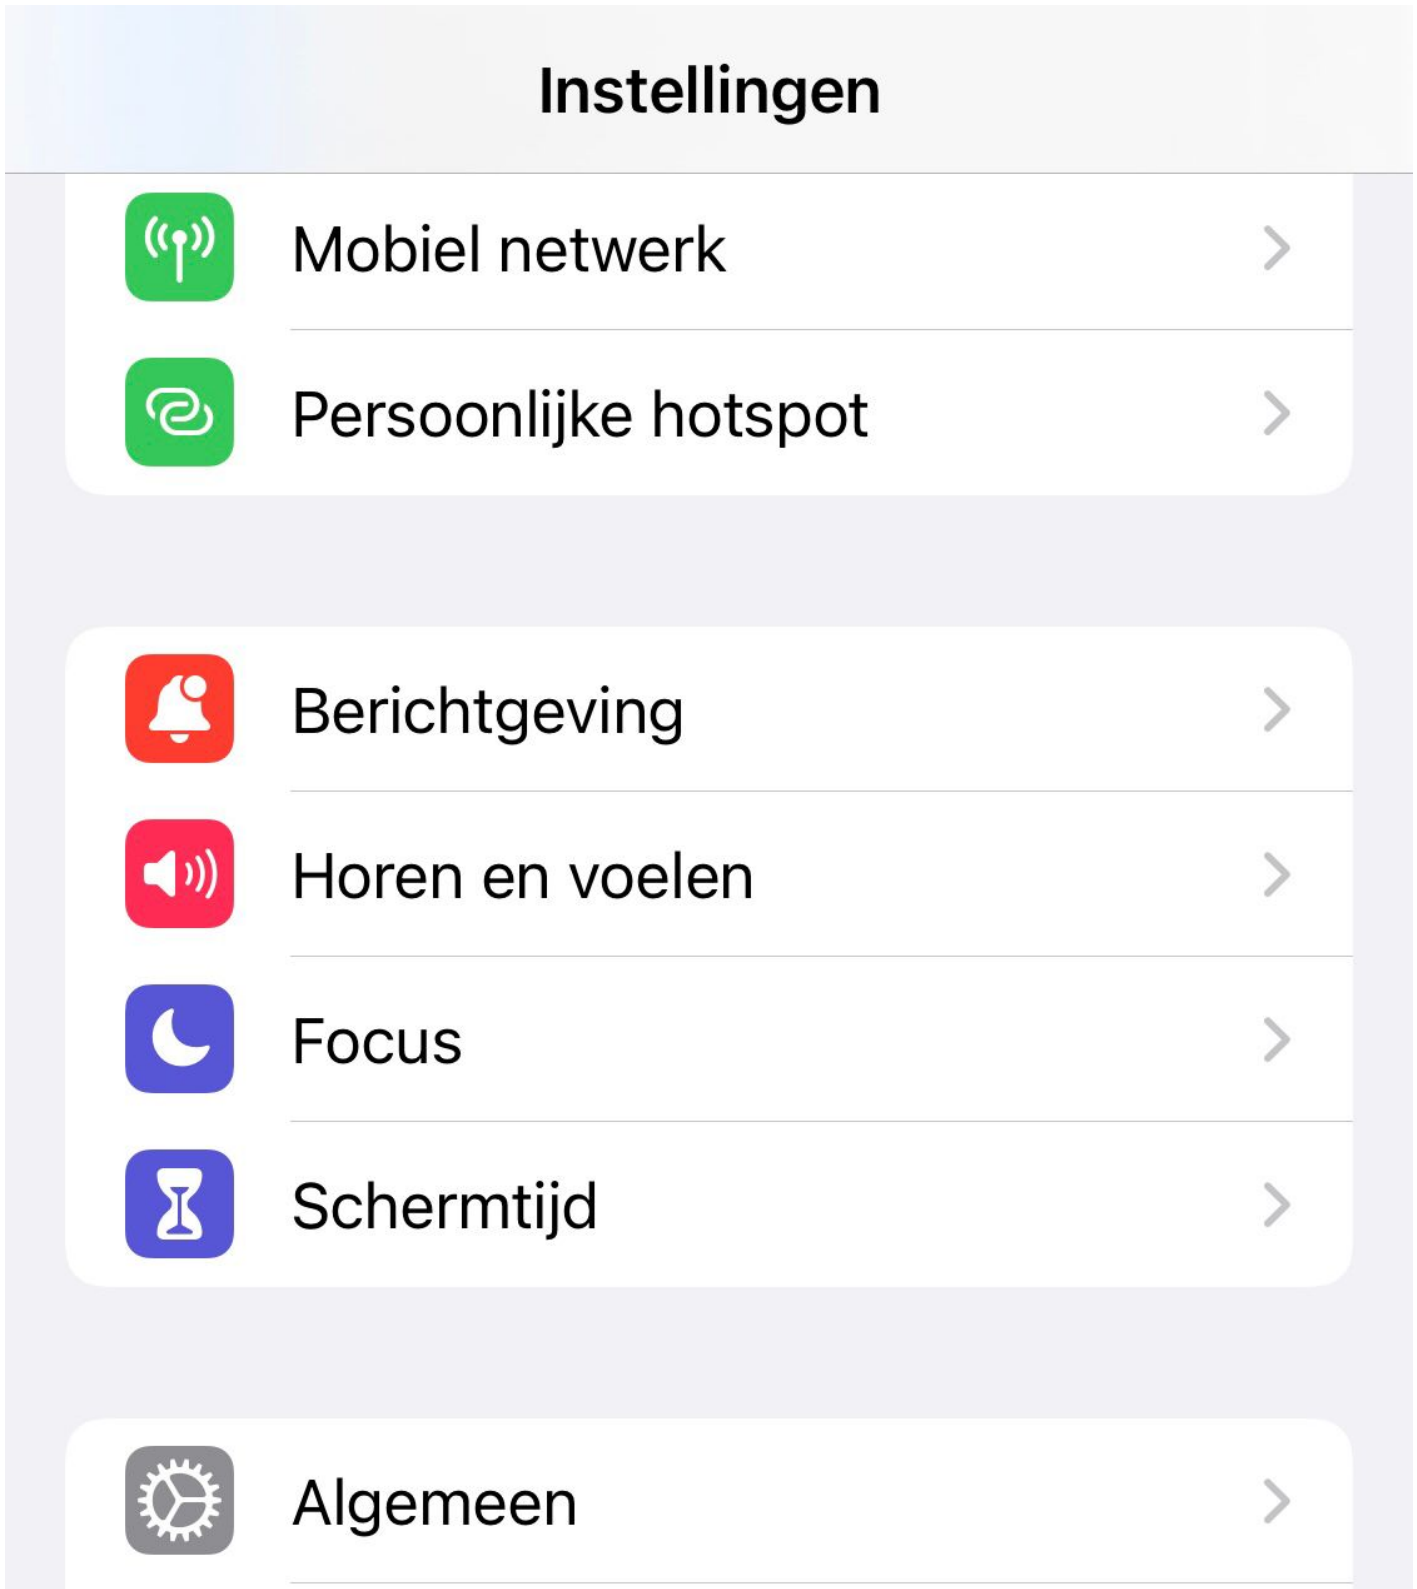 Instellingen
Mobiel netwerk
Persoonlijke hotspot
Berichtgeving
Horen en voelen
Focus
Schermtijd
Algemeen